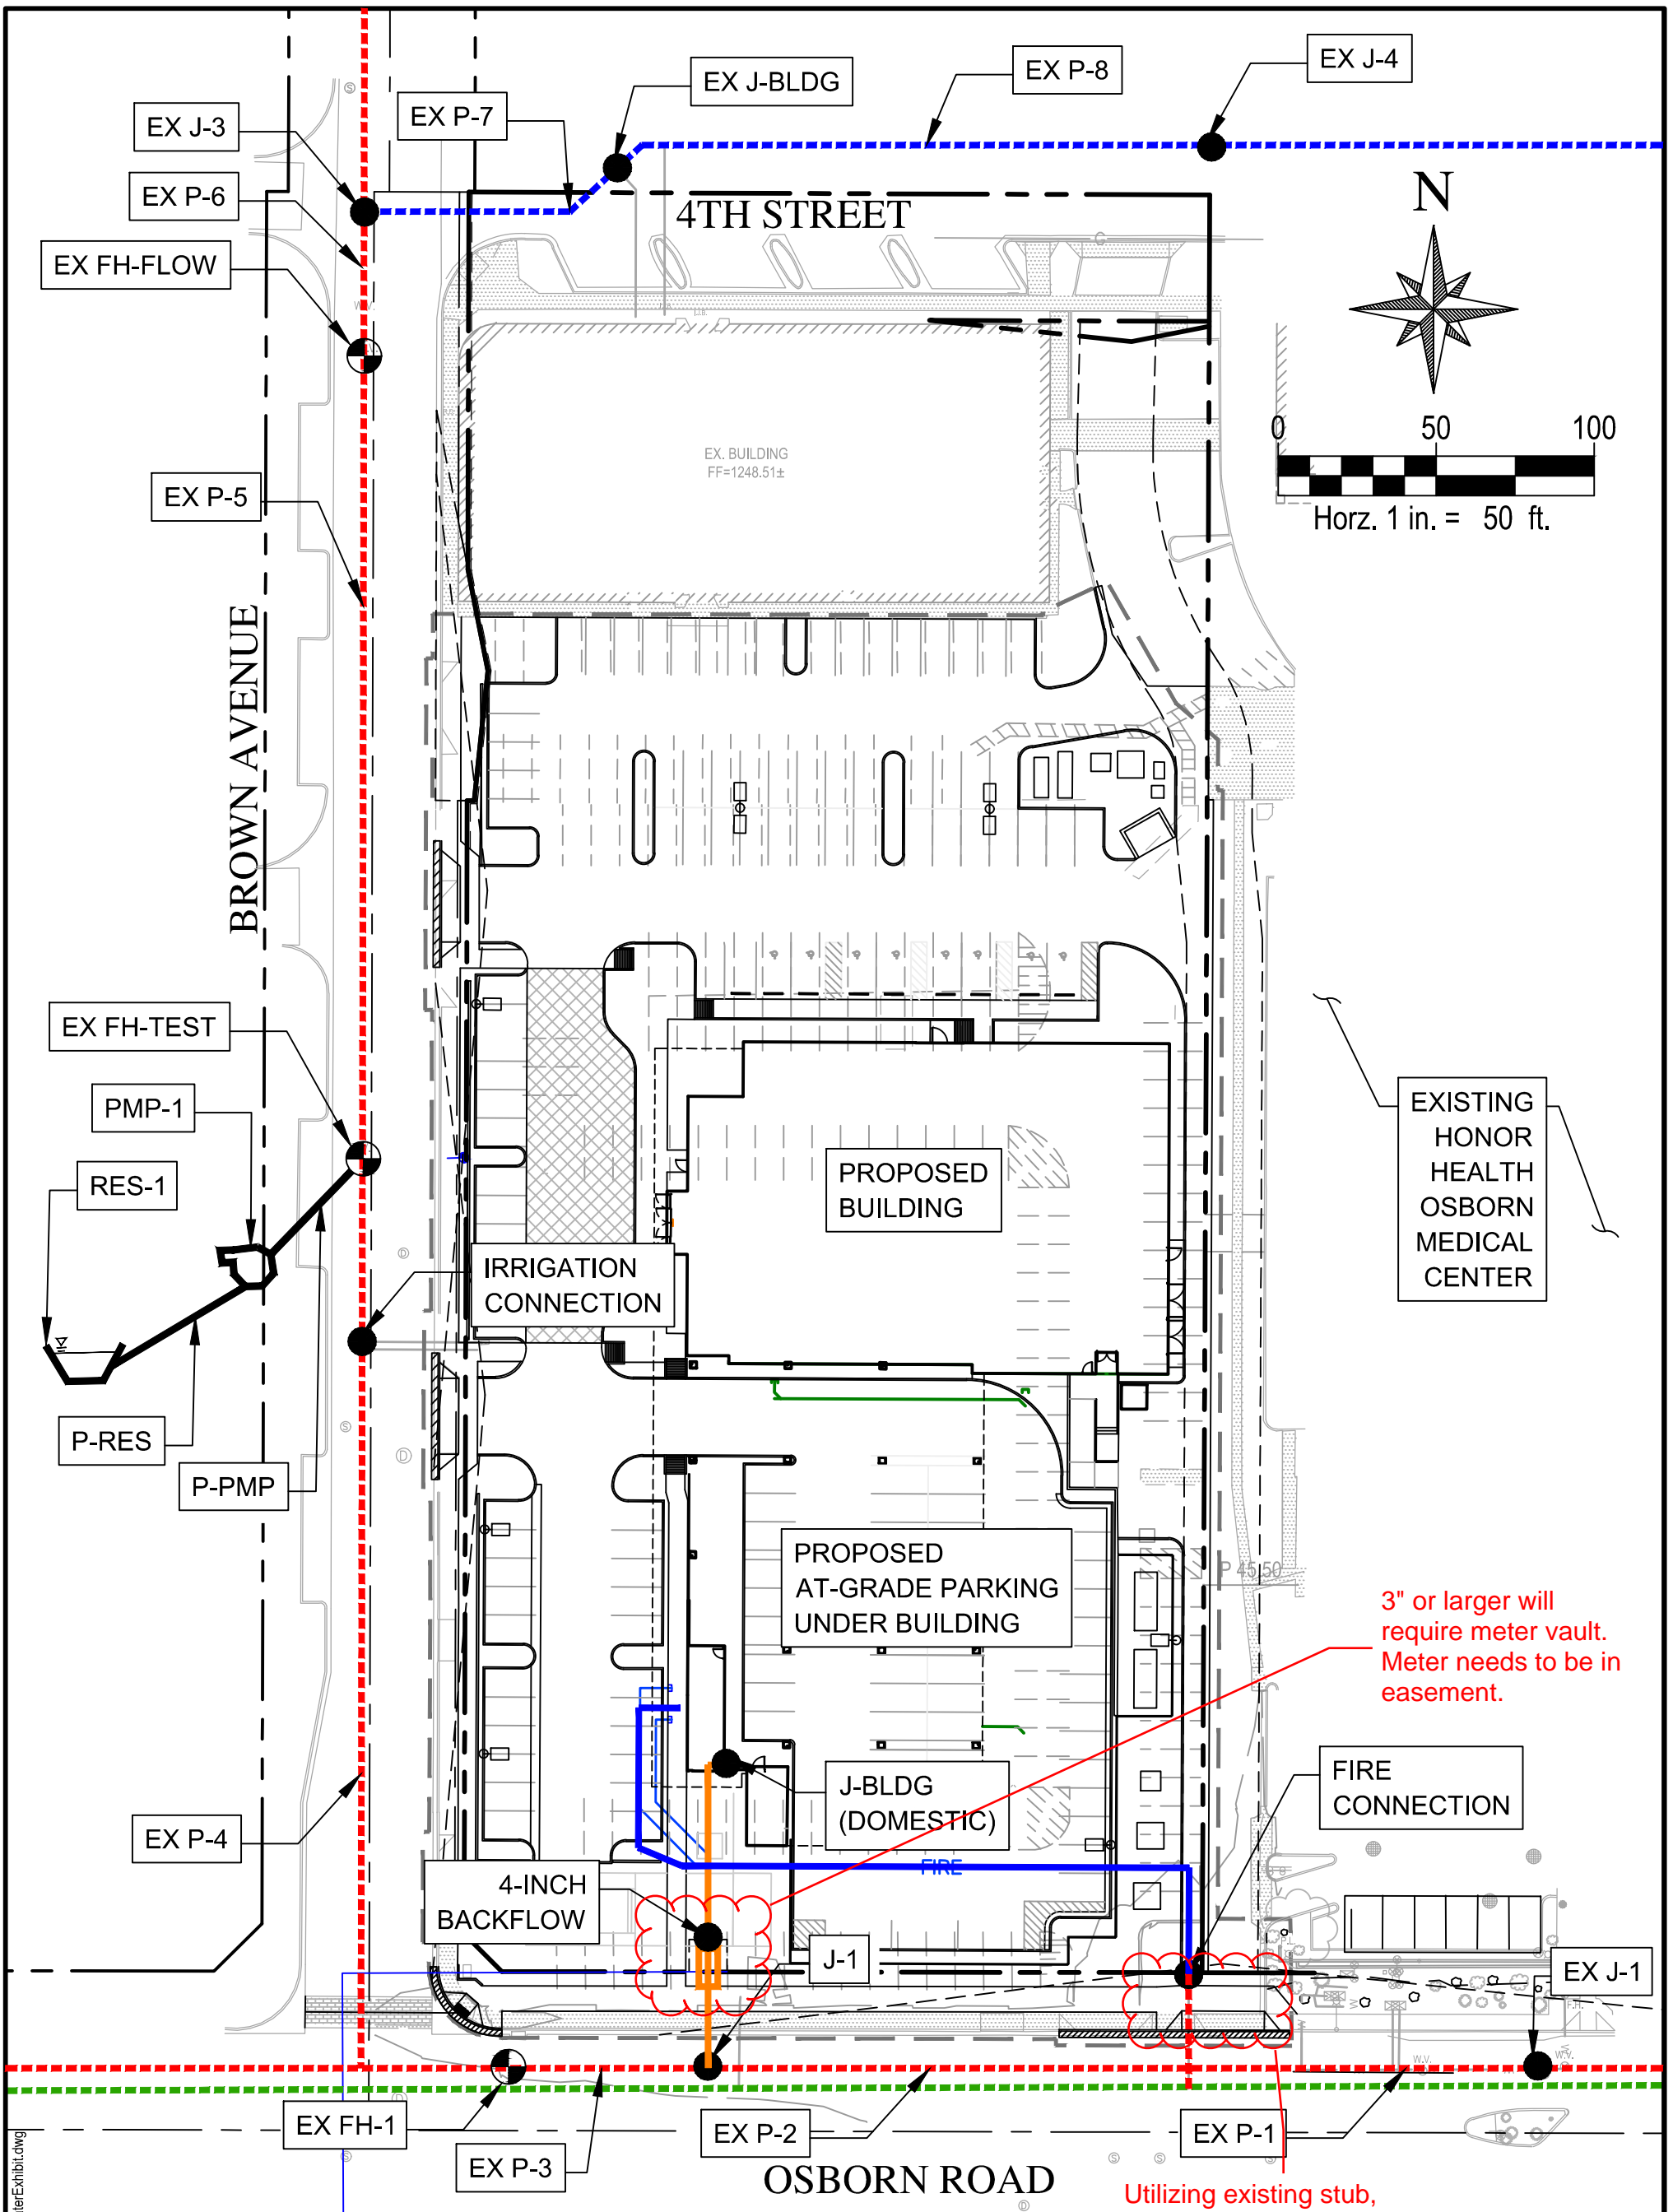 EX J-BLDG
EX P-8
EX J-4
EX J-3
EX P-7
EX P-6
4TH STREET
N
EX FH-FLOW
0 50 100
Horz. 1 in. = 50 ft.
EX. BUILDING
FF=1248.51±
EX P-5
BROWN AVENUE
EX FH-TEST
PMP-1
RES-1
EXISTING
HONOR
HEALTH
OSBORN
MEDICAL
CENTER
PROPOSED
BUILDING
IRRIGATION
CONNECTION
P-RES
P-PMP
PROPOSED
AT-GRADE PARKING
UNDER BUILDING
P 45.50
3" or larger will
require meter vault.
Meter needs to be in
easement.
J-BLDG
(DOMESTIC)
FIRE
CONNECTION
EX P-4
FIRE
4-INCH
BACKFLOW
J-1
EX J-1
F.H.
W.V.
W.V.
EX FH-1
EX P-2
EX P-1
EX P-3
OSBORN ROAD
Utilizing existing stub,
terExhibit.dwg